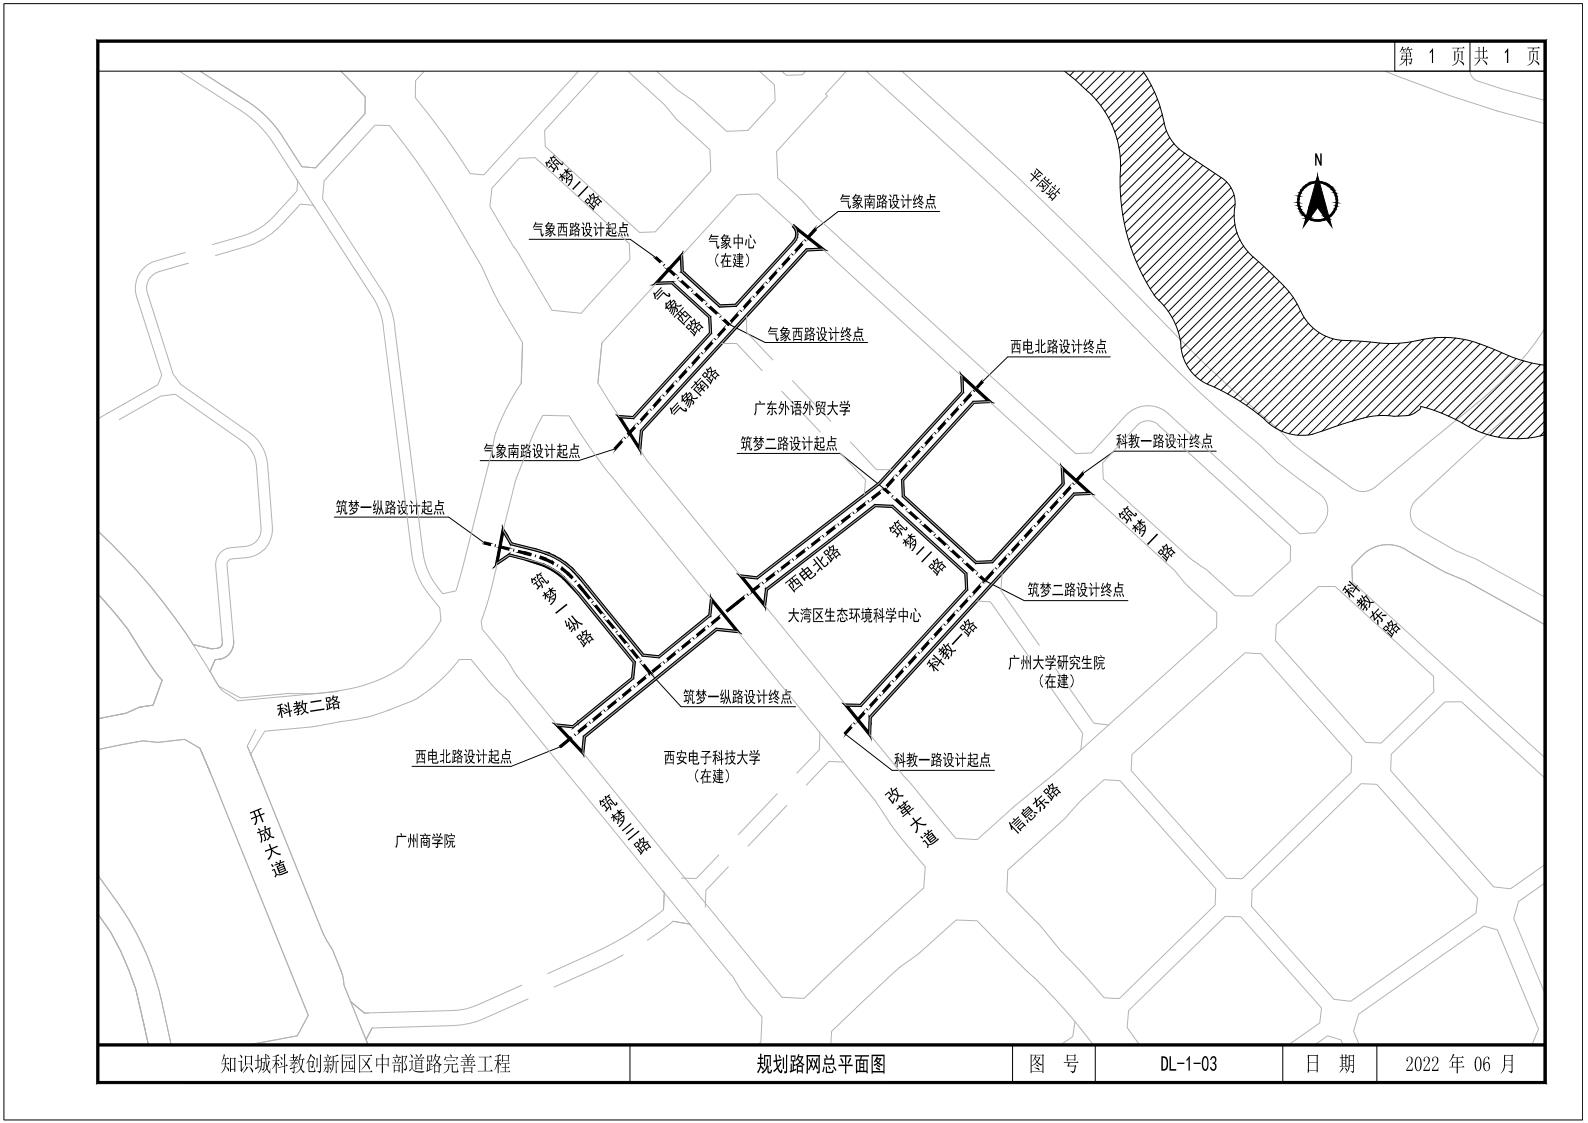 第 1 页 共 1 页
N
平岗站
筑梦二路
气象南路设计终点
气象西路设计起点
气象中心
（在建）
气象西路
气象西路设计终点
西电北路设计终点
气象南路
广东外语外贸大学
筑梦二路设计起点
科教一路设计终点
气象南路设计起点
筑梦一纵路设计起点
筑梦一路
筑梦二路
西电北路
筑梦一纵路
筑梦二路设计终点
科教东路
大湾区生态环境科学中心
科教一路
广州大学研究生院
（在建）
筑梦一纵路设计终点
科教二路
西电北路设计起点
西安电子科技大学
（在建）
科教一路设计起点
改革大道
信息东路
筑梦三路
开放大道
广州商学院
知识城科教创新园区中部道路完善工程
规划路网总平面图
图 号
DL-1-03
日 期
2022 年 06 月